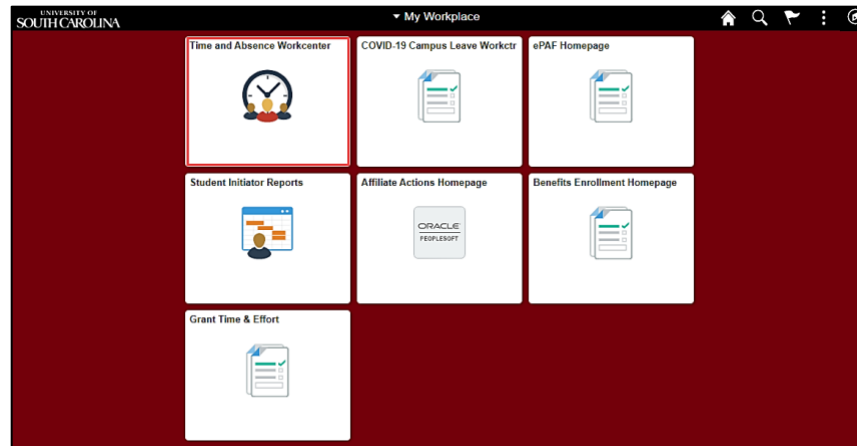 UNIVERSITY OF
SOUTH CAROLINA
My Workplace
Time and Absence Workcenter
COVID-19 Campus Leave Workctr
ePAF Homepage
Student Initiator Reports
Affiliate Actions Homepage
Benefits Enrollment Homepage
ORACLE
PEOPLESOFT
Grant Time & Effort